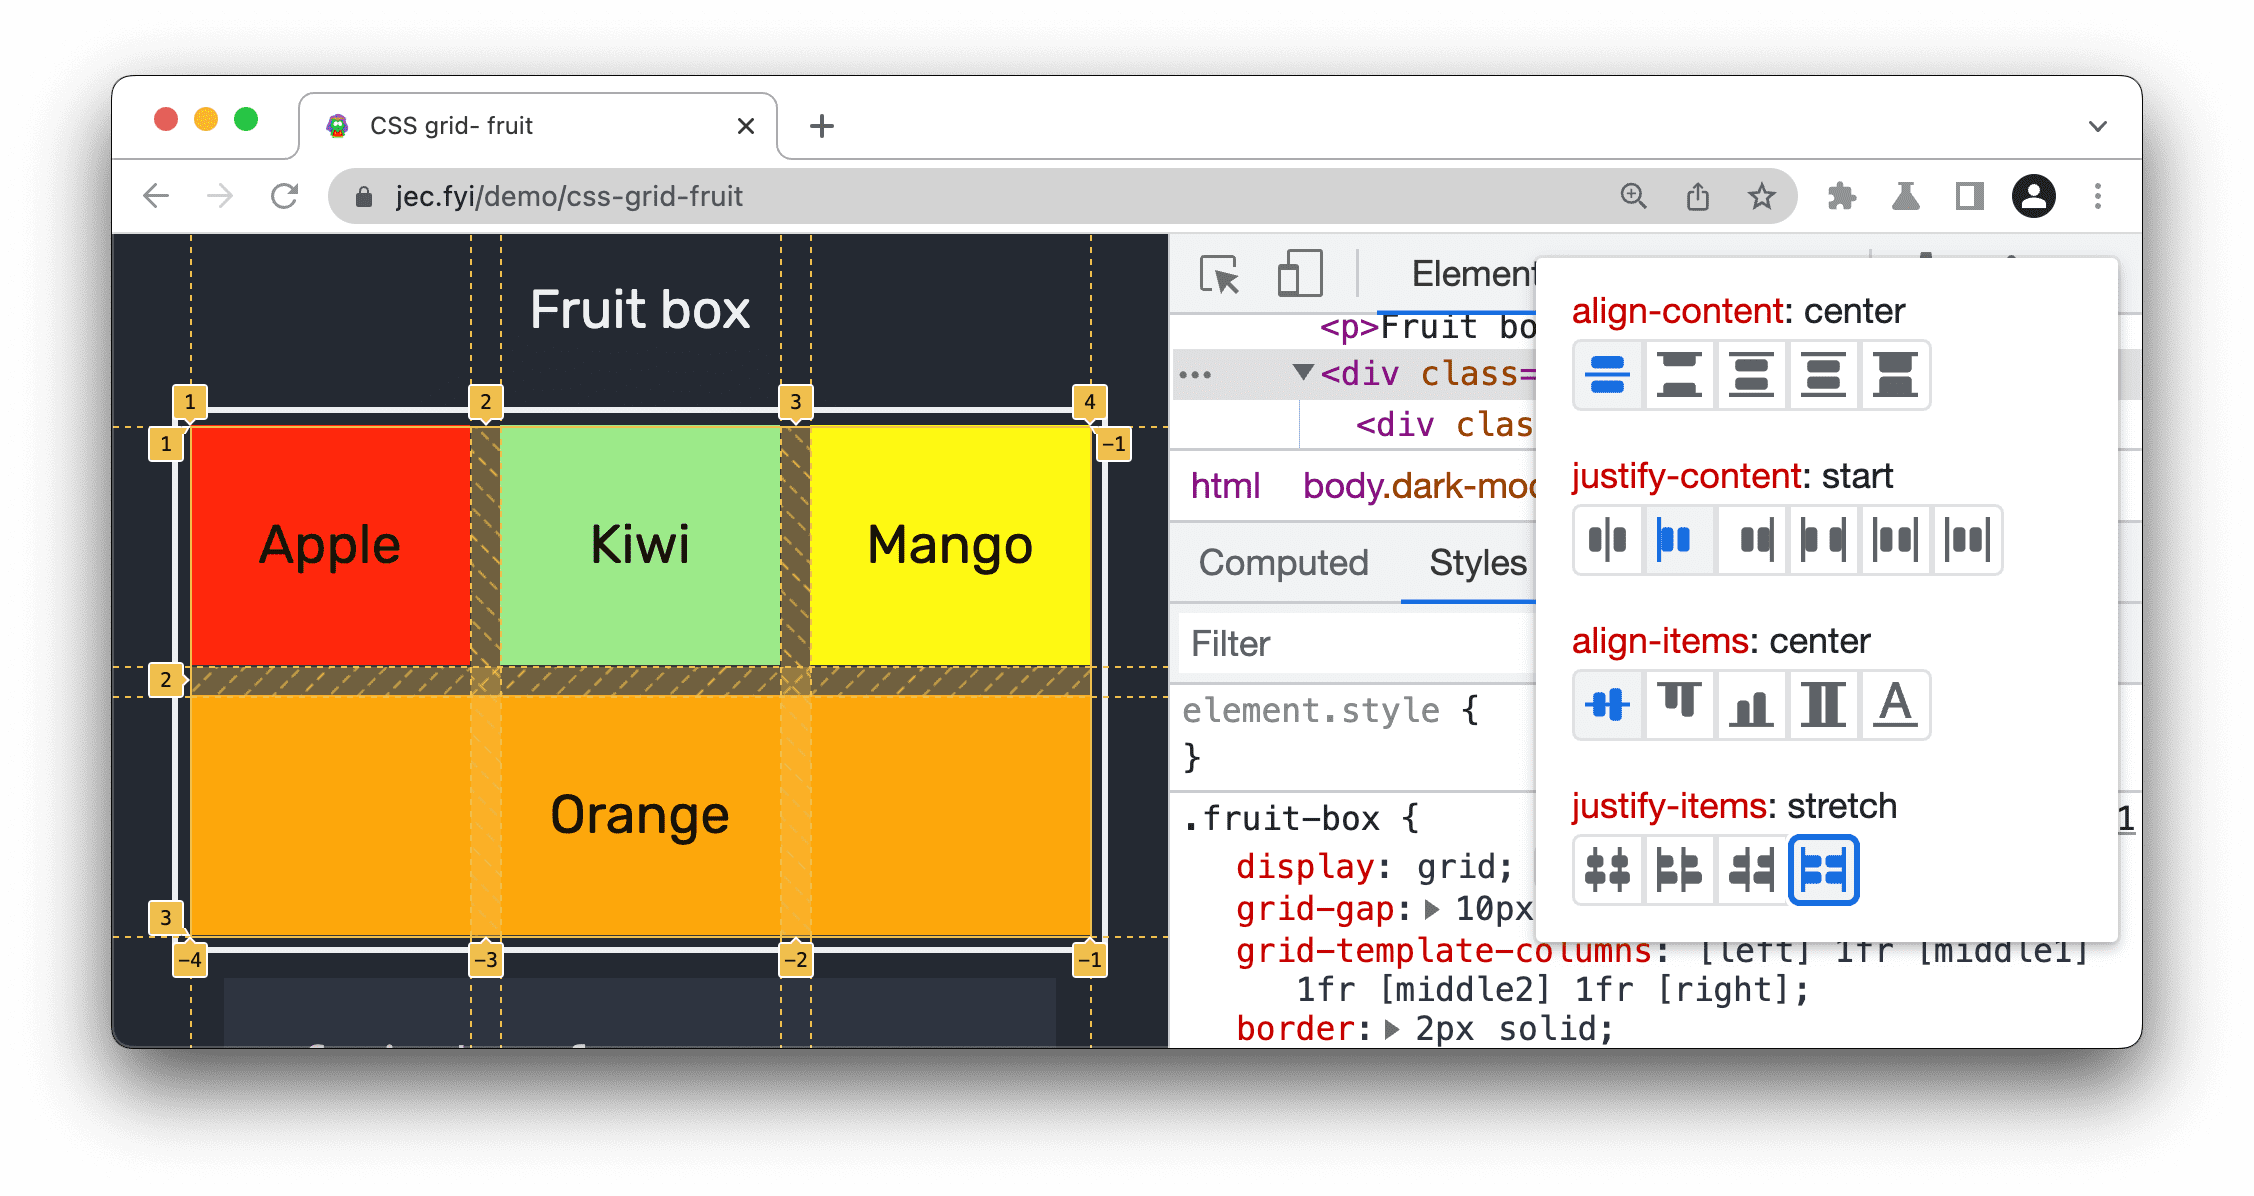 CSS grid- fruit
jec.fyi/demo/css-grid-fruit
Fruit box
1 2 3 4
1 −1
Apple Kiwi Mango
2
Orange
3
−4 −3 −2 −1
Element
<p>Fruit bo
<div class=
<div clas
html body.dark-mod
Computed Styles
Filter
element.style {
}
.fruit-box { 1
display: grid;
grid-gap: 10px
grid-template-columns: [left] 1fr [middle1]
1fr [middle2] 1fr [right];
border: 2px solid;
align-content: center
justify-content: start
align-items: center
A
justify-items: stretch